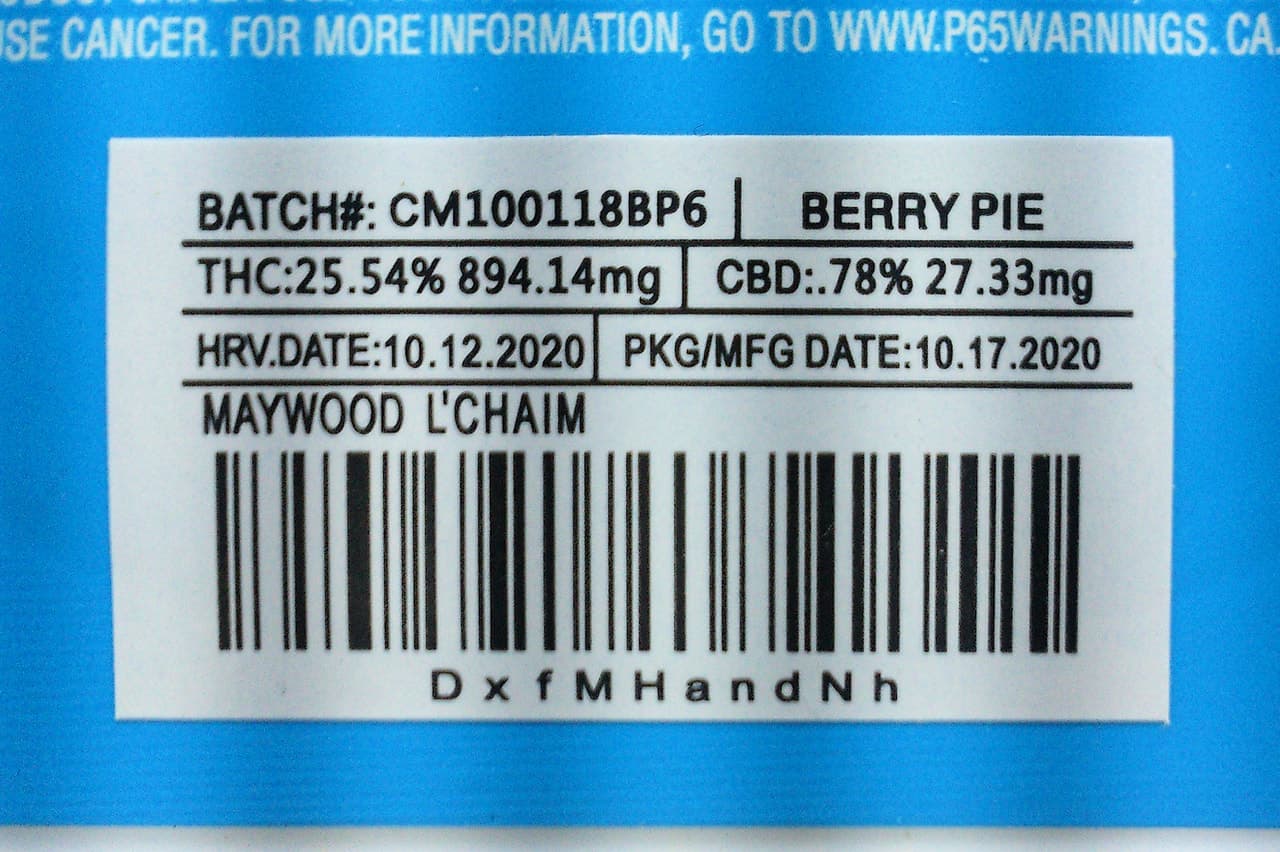 USE CANCER. FOR MORE INFORMATION, GO TO WWW.P65WARNINGS.CA.
BATCH#: CM100118BP6 | BERRY PIE
THC:25.54% 894.14mg | CBD:.78% 27.33mg
HRV.DATE:10.12.2020 | PKG/MFG DATE:10.17.2020
MAYWOOD L'CHAIM
DxfMHandNh